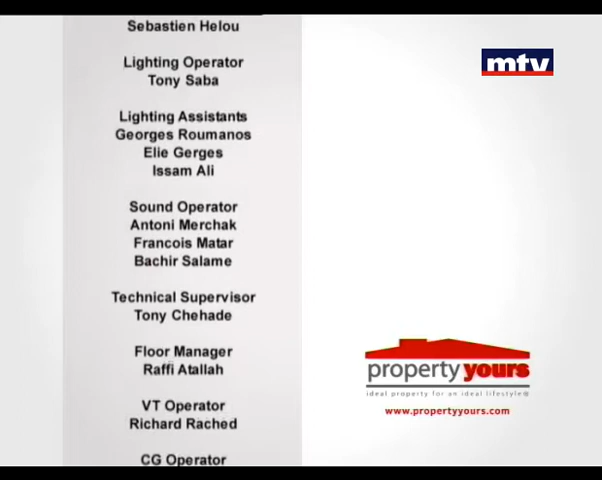 Sebastien Helou
Lighting Operator
Tony Saba
Lighting Assistants
Georges Roumanos
Elie Gerges
Issam Ali
Sound Operator
Antoni Merchak
Francois Matar
Bachir Salame
Technical Supervisor
Tony Chehade
Floor Manager
Raffi Atallah
VT Operator
Richard Rached
CG Operator
mtv
property yours
ideal property for an ideal lifestyle®
www.propertyyours.com